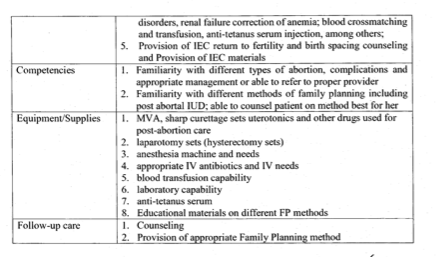 disorders, renal failure correction of anemia; blood crossmatching
and transfusion, anti-tetanus serum injection, among others;
5. Provision of IEC return to fertility and birth spacing counseling
and Provision of IEC materials
Competencies
1. Familiarity with different types of abortion, complications and
appropriate management or able to refer to proper provider
2. Familiarity with different methods of family planning including
post abortal IUD; able to counsel patient on method best for her
Equipment/Supplies
1. MVA, sharp curettage sets uterotonics and other drugs used for
post-abortion care
2. laparotomy sets (hysterectomy sets)
3. anesthesia machine and needs
4. appropriate IV antibiotics and IV needs
5. blood transfusion capability
6. laboratory capability
7. anti-tetanus serum
8. Educational materials on different FP methods
Follow-up care
1. Counseling
2. Provision of appropriate Family Planning method